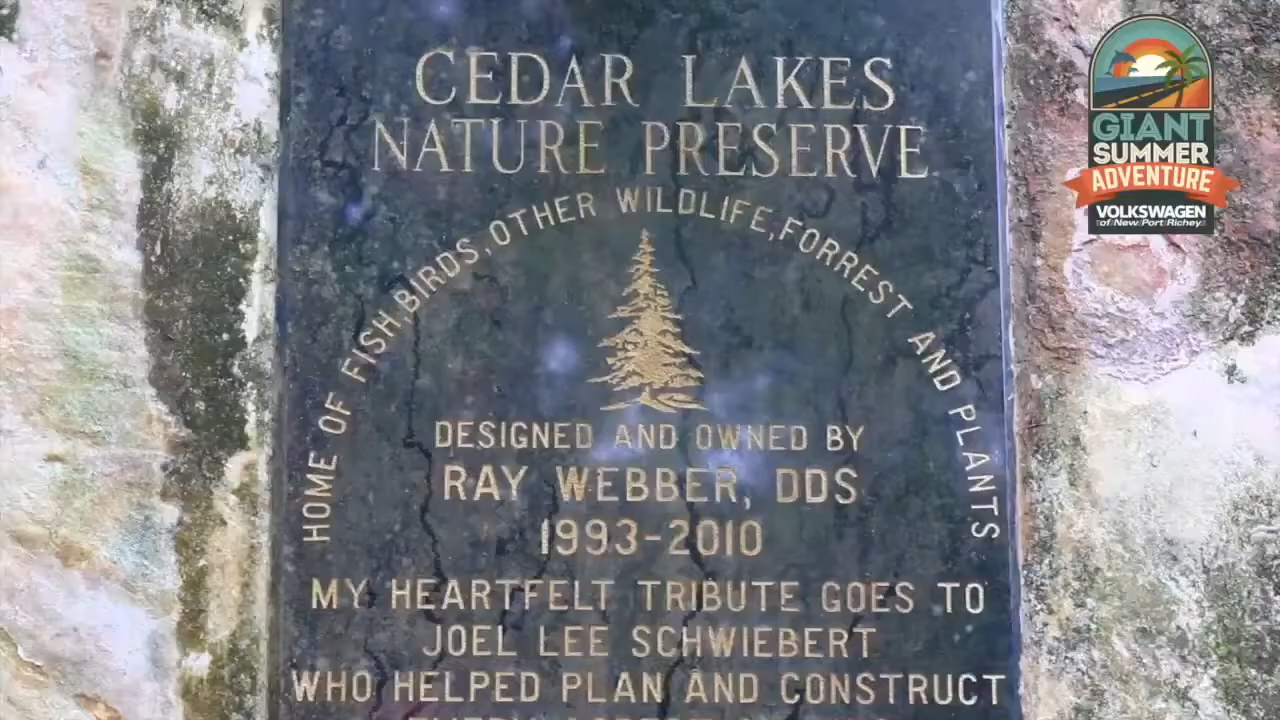 CEDAR LAKES
NATURE PRESERVE
HOME OF FISH, BIRDS, OTHER WILDLIFE, FORREST AND PLANTS
DESIGNED AND OWNED BY
RAY WEBBER, DDS
1993-2010
MY HEARTFELT TRIBUTE GOES TO
JOEL LEE SCHWIEBERT
WHO HELPED PLAN AND CONSTRUCT
GIANT
SUMMER
ADVENTURE
VOLKSWAGEN
of New Port Richey